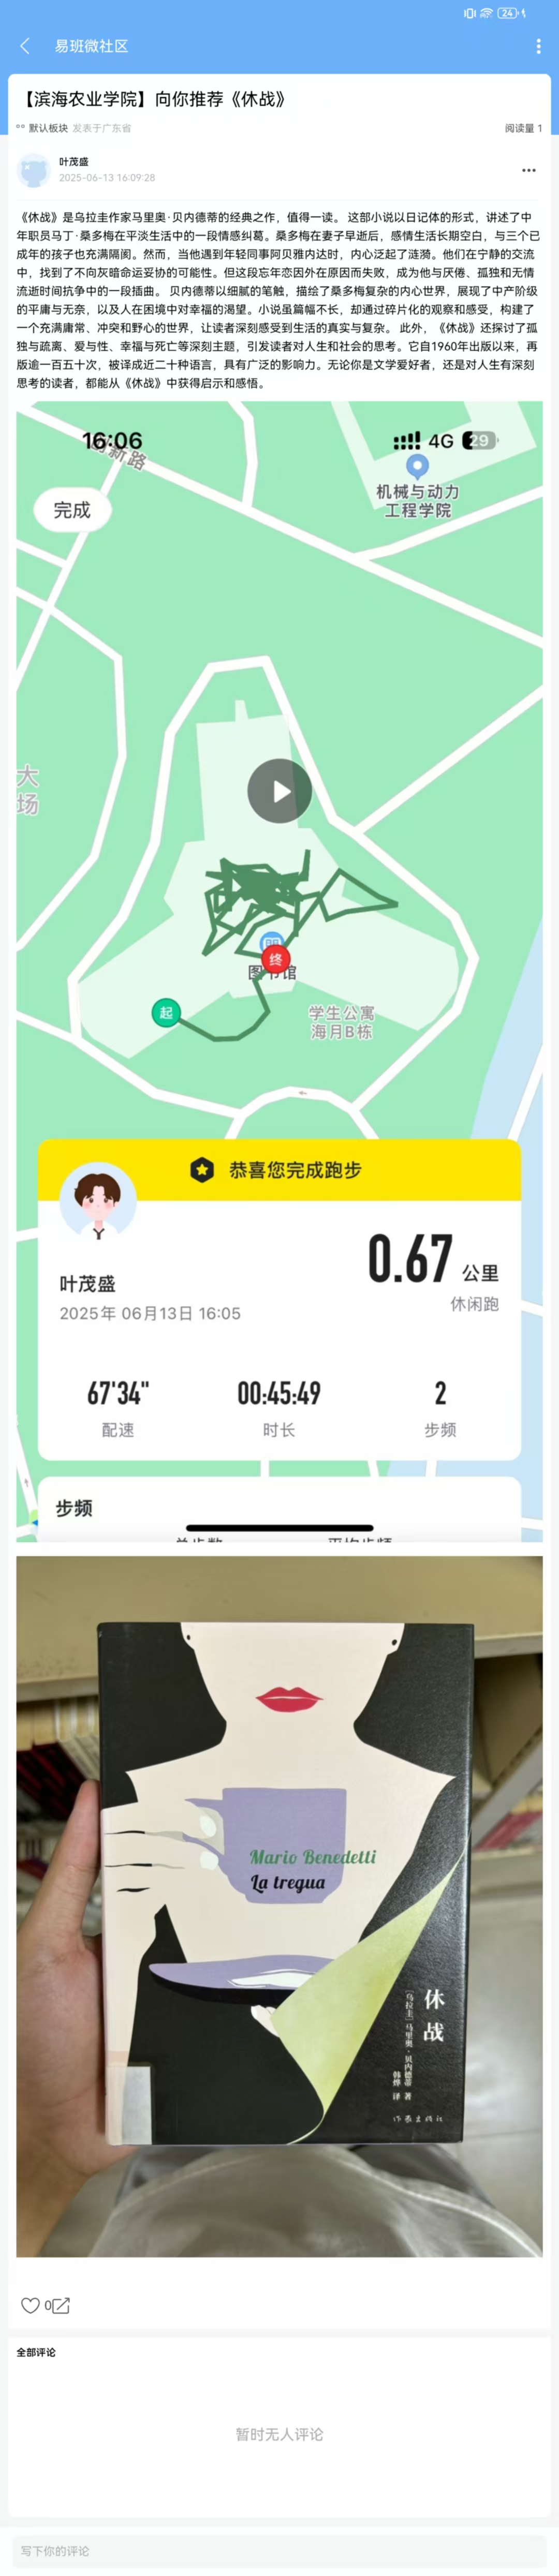 24
易班微社区
【滨海农业学院】向你推荐《休战》
默认板块 发表于广东省
阅读量 1
叶茂盛
2025-06-13 16:09:28
《休战》是乌拉圭作家马里奥·贝内德蒂的经典之作，值得一读。 这部小说以日记体的形式，讲述了中
年职员马丁·桑多梅在平淡生活中的一段情感纠葛。桑多梅在妻子早逝后，感情生活长期空白，与三个已
成年的孩子也充满隔阂。然而，当他遇到年轻同事阿贝雅内达时，内心泛起了涟漪。他们在宁静的交流
中，找到了不向灰暗命运妥协的可能性。但这段忘年恋因外在原因而失败，成为他与厌倦、孤独和无情
流逝时间抗争中的一段插曲。 贝内德蒂以细腻的笔触，描绘了桑多梅复杂的内心世界，展现了中产阶级
的平庸与无奈，以及人在困境中对幸福的渴望。小说虽篇幅不长，却通过碎片化的观察和感受，构建了
一个充满庸常、冲突和野心的世界，让读者深刻感受到生活的真实与复杂。 此外，《休战》还探讨了孤
独与疏离、爱与性、幸福与死亡等深刻主题，引发读者对人生和社会的思考。它自1960年出版以来，再
版逾一百五十次，被译成近二十种语言，具有广泛的影响力。无论你是文学爱好者，还是对人生有深刻
思考的读者，都能从《休战》中获得启示和感悟。
16:06
4G 29
新路
机械与动力
工程学院
完成
大
场
终
图书馆
起
学生公寓
海月B栋
恭喜您完成跑步
0.67 公里
叶茂盛
休闲跑
2025年 06月13日 16:05
67'34" 00:45:49 2
配速 时长 步频
步频
Mario Benedetti
La tregua
休战
〔乌拉圭〕马里奥·贝内德蒂 著
韩烨 译
作家出版社
0
全部评论
暂时无人评论
写下你的评论